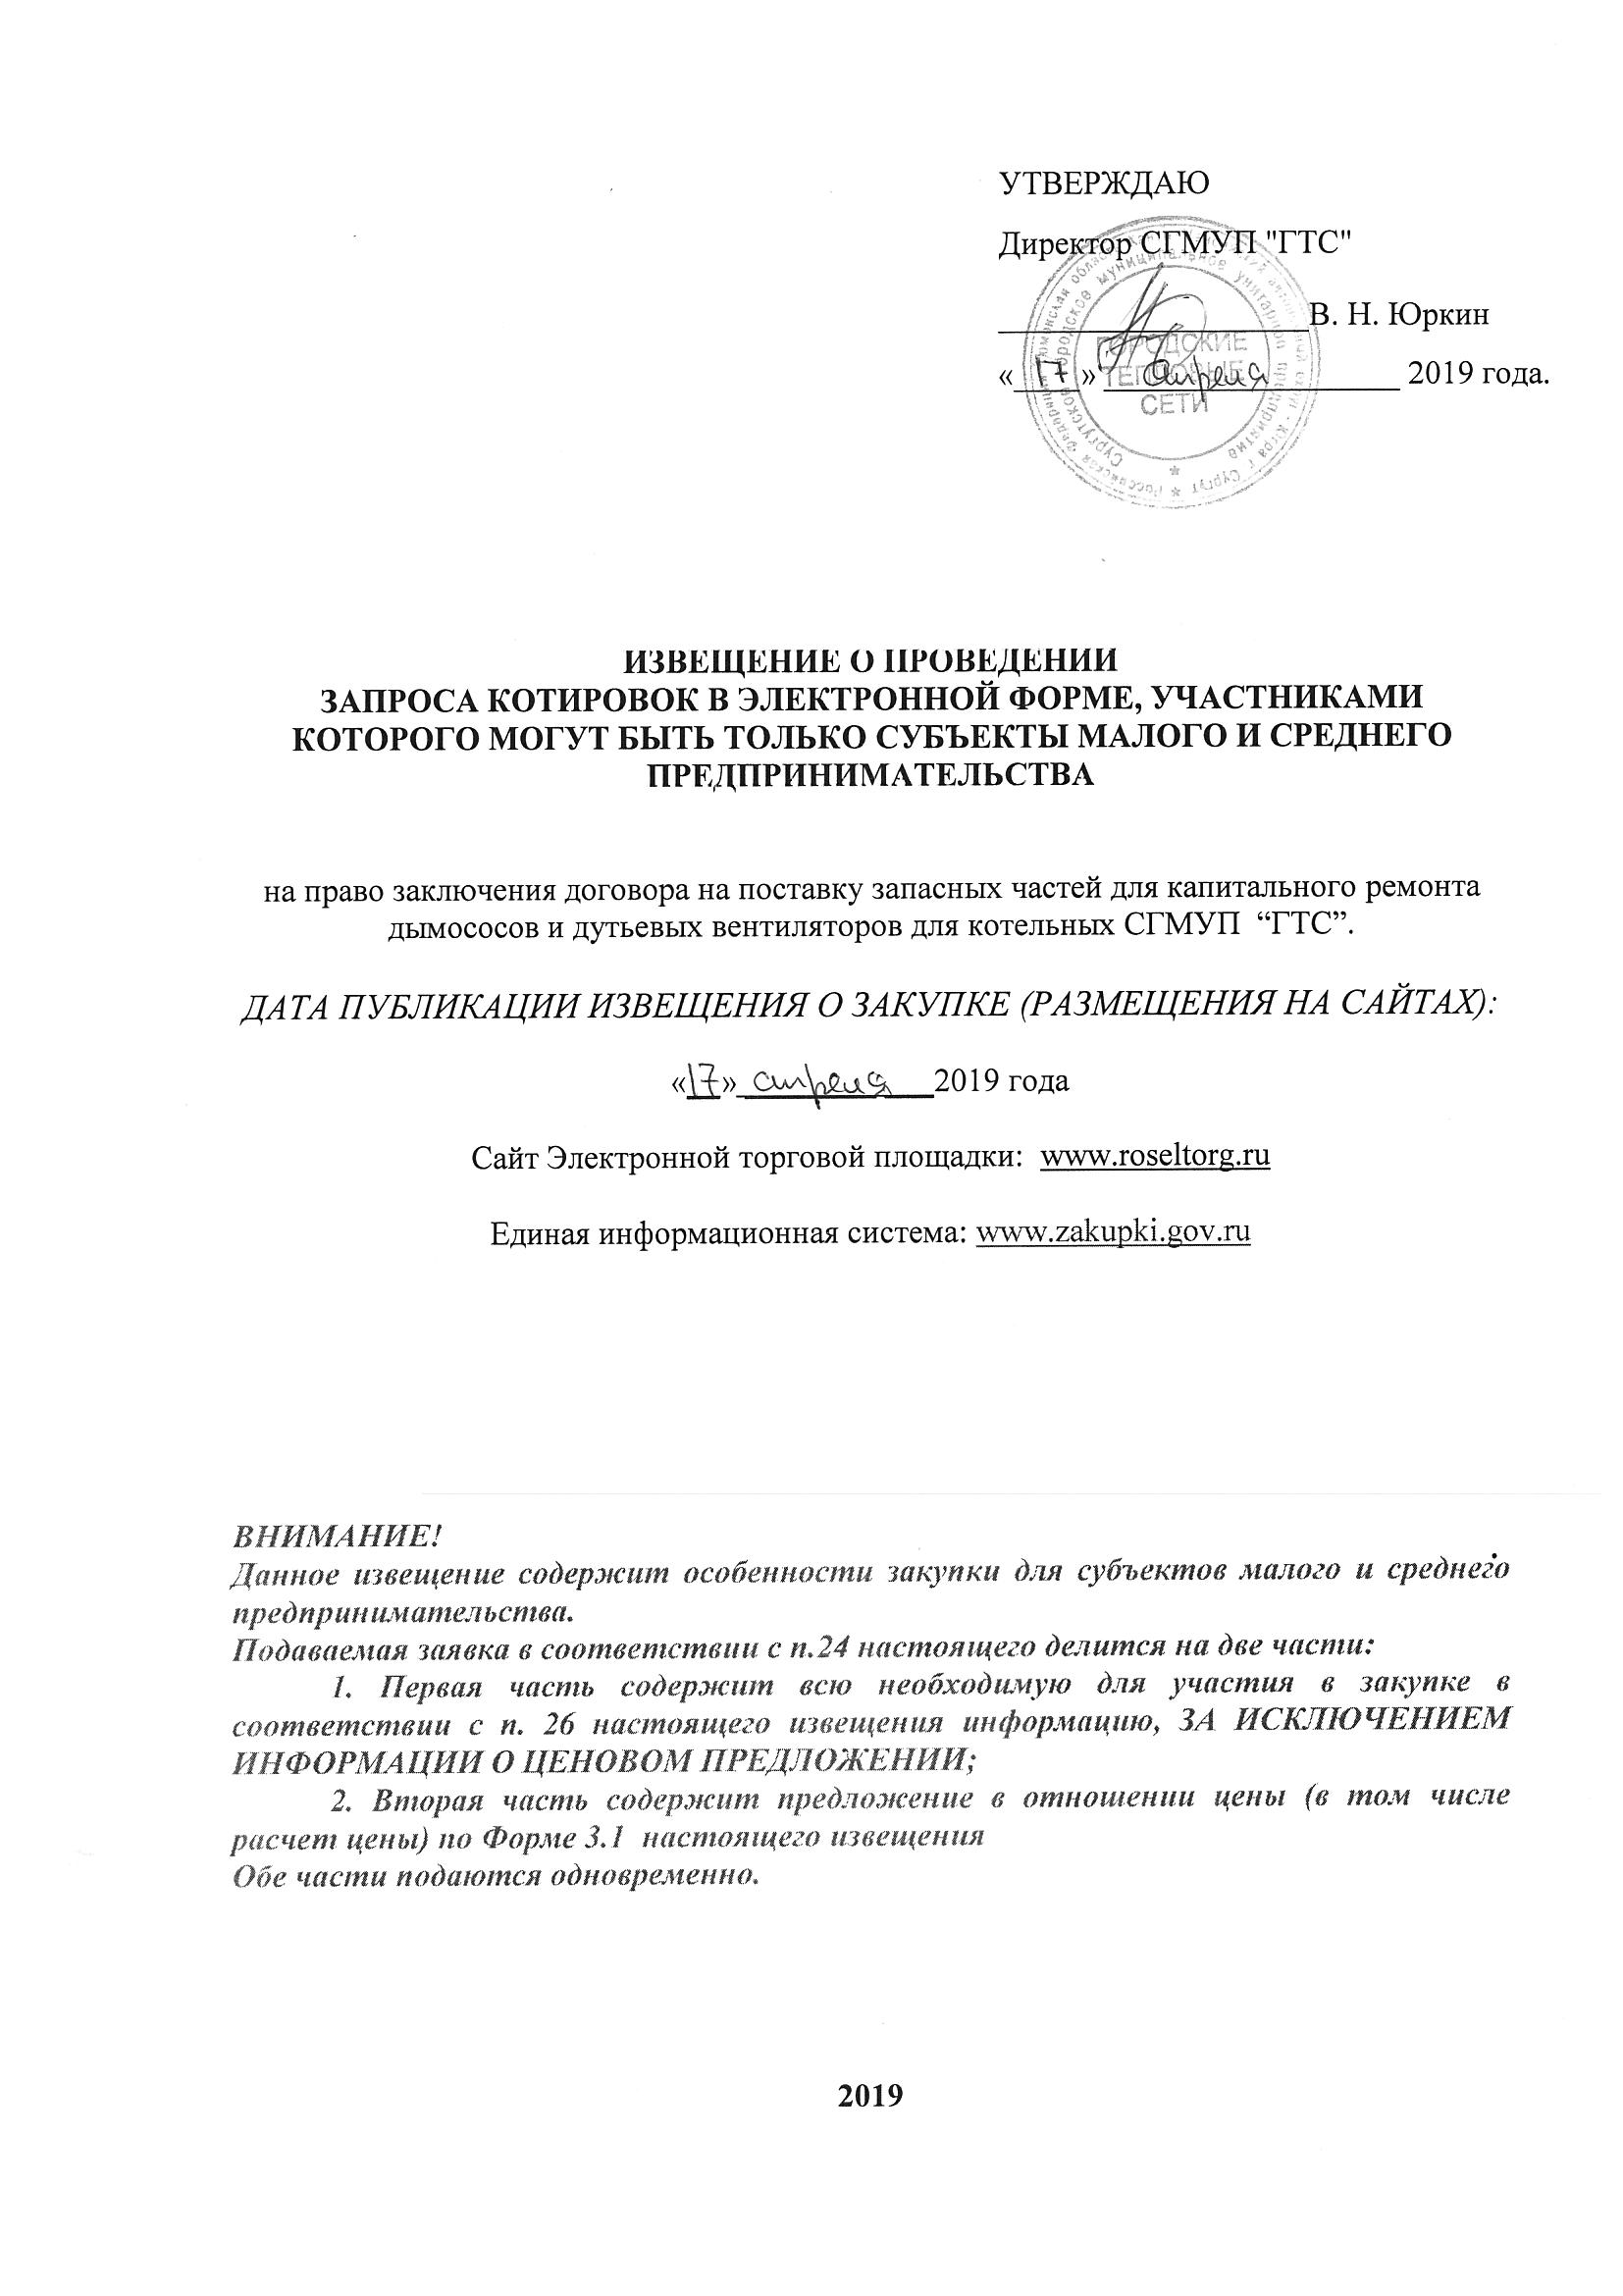 УТВЕРЖДАЮ
Директор СГМУП "ГТС"
В. Н. Юркин
« 17 » апреля 2019 года.
ГОРОДСКИЕ
ТЕПЛОВЫЕ
СЕТИ
ИЗВЕЩЕНИЕ О ПРОВЕДЕНИИ
ЗАПРОСА КОТИРОВОК В ЭЛЕКТРОННОЙ ФОРМЕ, УЧАСТНИКАМИ
КОТОРОГО МОГУТ БЫТЬ ТОЛЬКО СУБЪЕКТЫ МАЛОГО И СРЕДНЕГО
ПРЕДПРИНИМАТЕЛЬСТВА
на право заключения договора на поставку запасных частей для капитального ремонта
дымососов и дутьевых вентиляторов для котельных СГМУП “ГТС”.
ДАТА ПУБЛИКАЦИИ ИЗВЕЩЕНИЯ О ЗАКУПКЕ (РАЗМЕЩЕНИЯ НА САЙТАХ):
«17» апреля 2019 года
Сайт Электронной торговой площадки: www.roseltorg.ru
Единая информационная система: www.zakupki.gov.ru
ВНИМАНИЕ!
Данное извещение содержит особенности закупки для субъектов малого и среднего
предпринимательства.
Подаваемая заявка в соответствии с п.24 настоящего делится на две части:
1. Первая часть содержит всю необходимую для участия в закупке в
соответствии с п. 26 настоящего извещения информацию, ЗА ИСКЛЮЧЕНИЕМ
ИНФОРМАЦИИ О ЦЕНОВОМ ПРЕДЛОЖЕНИИ;
2. Вторая часть содержит предложение в отношении цены (в том числе
расчет цены) по Форме 3.1 настоящего извещения
Обе части подаются одновременно.
2019